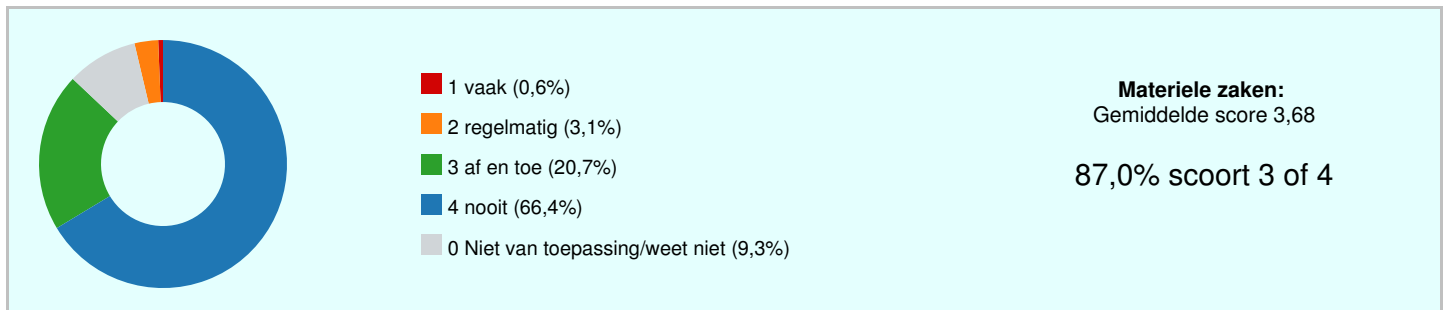 1 vaak (0,6%)
2 regelmatig (3,1%)
3 af en toe (20,7%)
4 nooit (66,4%)
0 Niet van toepassing/weet niet (9,3%)
Materiele zaken:
Gemiddelde score 3,68
87,0% scoort 3 of 4